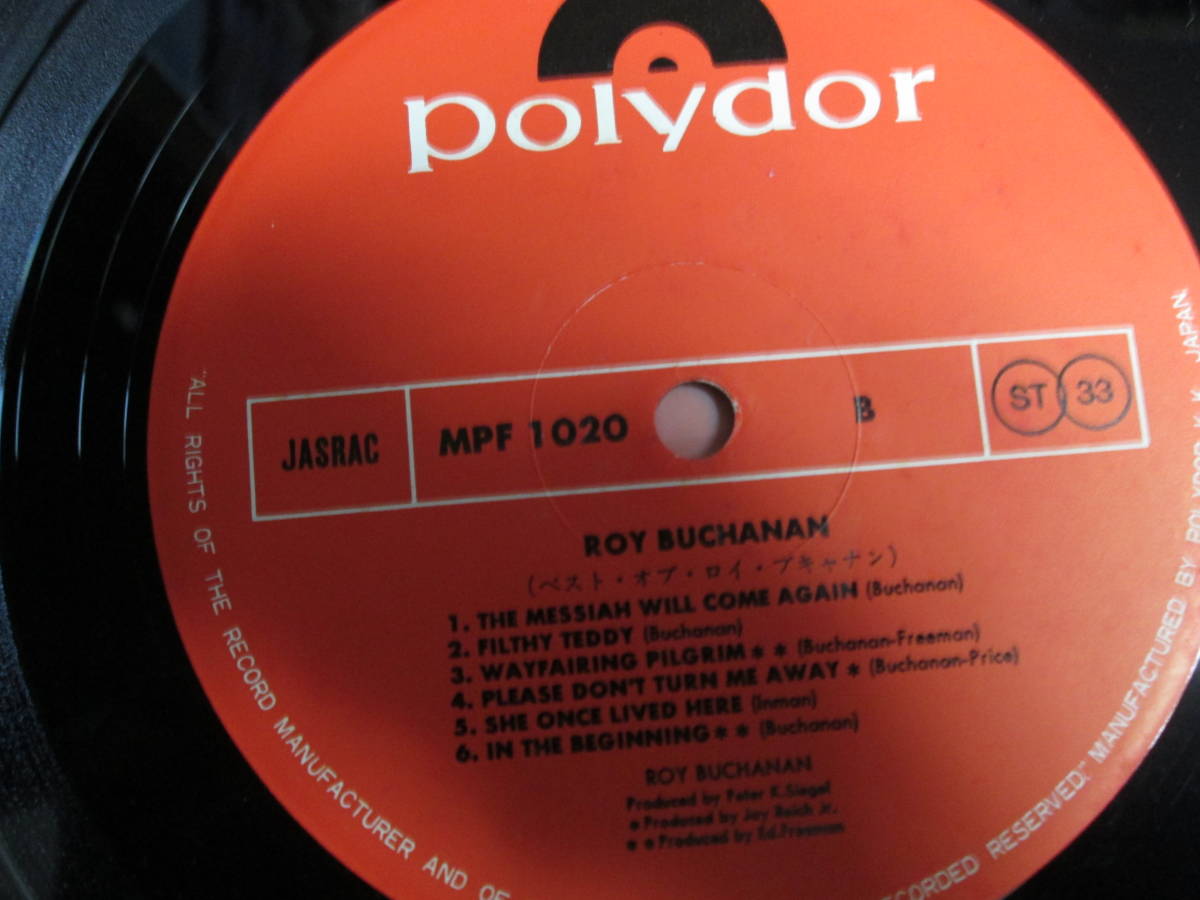 polydor
JASRAC
MPF 1020
B
ST 33
ROY BUCHANAN
(ベスト・オブ・ロイ・ブキャナン)
1. THE MESSIAH WILL COME AGAIN (Buchanan)
2. FILTHY TEDDY (Buchanan)
3. WAYFAIRING PILGRIM** (Buchanan-Freeman)
4. PLEASE DON'T TURN ME AWAY* (Buchanan-Price)
5. SHE ONCE LIVED HERE (Inman)
6. IN THE BEGINNING** (Buchanan)
ROY BUCHANAN
Produced by Peter K.Siegel
*Produced by Jay Reich Jr.
**Produced by Ed.Freeman
"ALL RIGHTS OF THE RECORD MANUFACTURER AND OF
RECORDED RESERVED." MANUFACTURED BY POLYDOR K.K. JAPAN.